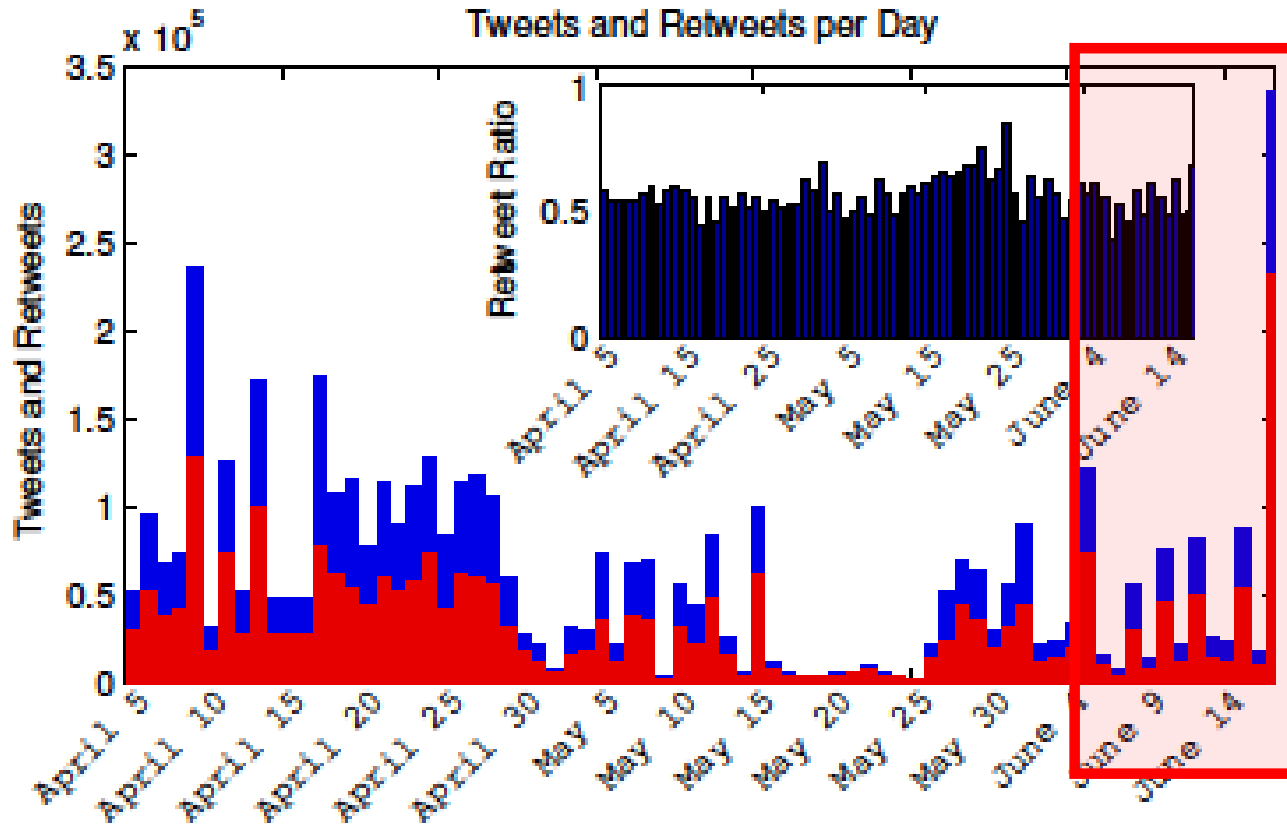 Tweets and Retweets per Day
x 10^5
Tweets and Retweets
3.5
3
2.5
2
1.5
1
0.5
0
April 5
April 10
April 15
April 20
April 25
April 30
May 5
May 10
May 15
May 20
May 25
May 30
June 4
June 9
June 14
Retweet Ratio
1
0.5
0
April 5
April 15
April 25
May 5
May 15
May 25
June 4
June 14